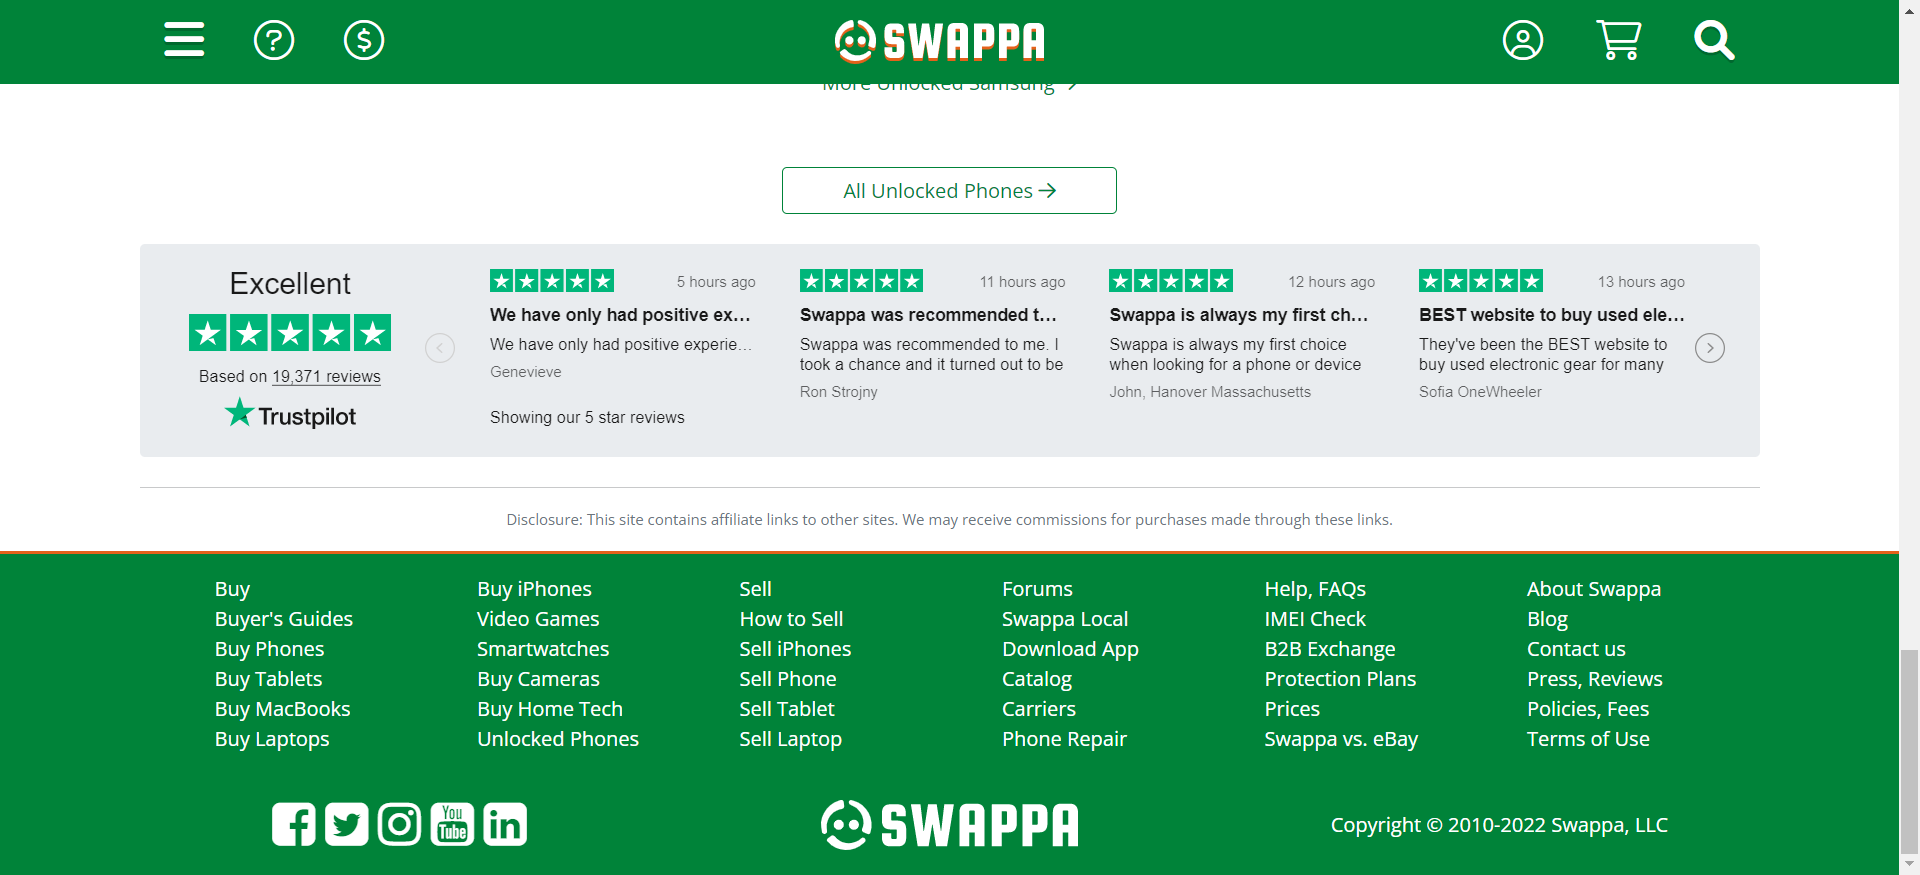 SWAPPA
More Unlocked Samsung
All Unlocked Phones
Excellent
Based on 19,371 reviews
Trustpilot
5 hours ago
We have only had positive ex...
We have only had positive experie...
Genevieve
Showing our 5 star reviews
11 hours ago
Swappa was recommended t...
Swappa was recommended to me. I
took a chance and it turned out to be
Ron Strojny
12 hours ago
Swappa is always my first ch...
Swappa is always my first choice
when looking for a phone or device
John, Hanover Massachusetts
13 hours ago
BEST website to buy used ele...
They've been the BEST website to
buy used electronic gear for many
Sofia OneWheeler
Disclosure: This site contains affiliate links to other sites. We may receive commissions for purchases made through these links.
Buy
Buyer's Guides
Buy Phones
Buy Tablets
Buy MacBooks
Buy Laptops
Buy iPhones
Video Games
Smartwatches
Buy Cameras
Buy Home Tech
Unlocked Phones
Sell
How to Sell
Sell iPhones
Sell Phone
Sell Tablet
Sell Laptop
Forums
Swappa Local
Download App
Catalog
Carriers
Phone Repair
Help, FAQs
IMEI Check
B2B Exchange
Protection Plans
Prices
Swappa vs. eBay
About Swappa
Blog
Contact us
Press, Reviews
Policies, Fees
Terms of Use
You
Tube
in
SWAPPA
Copyright © 2010-2022 Swappa, LLC